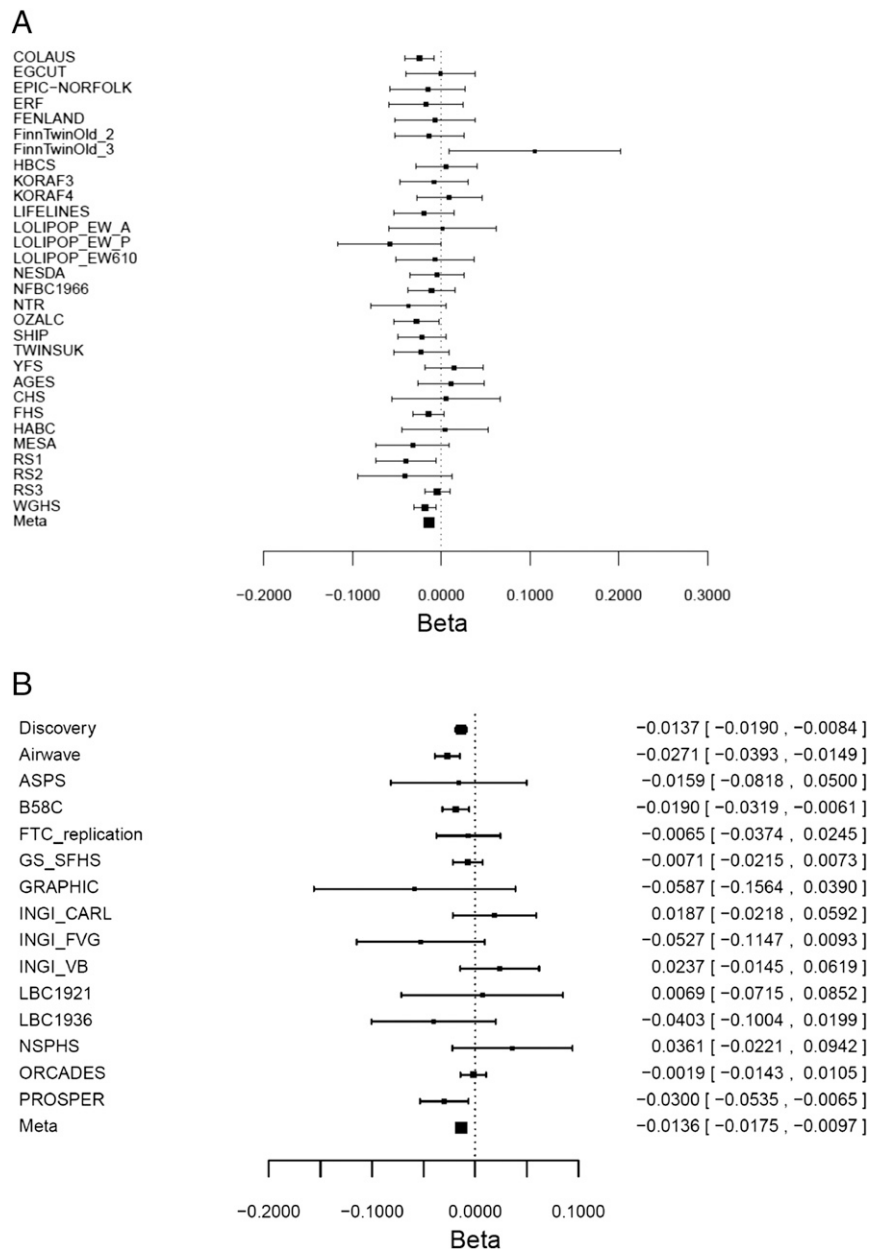 A
COLAUS
EGCUT
EPIC−NORFOLK
ERF
FENLAND
FinnTwinOld_2
FinnTwinOld_3
HBCS
KORAF3
KORAF4
LIFELINES
LOLIPOP_EW_A
LOLIPOP_EW_P
LOLIPOP_EW610
NESDA
NFBC1966
NTR
OZALC
SHIP
TWINSUK
YFS
AGES
CHS
FHS
HABC
MESA
RS1
RS2
RS3
WGHS
Meta
−0.2000 −0.1000 0.0000 0.1000 0.2000 0.3000
Beta
B
Discovery −0.0137 [ −0.0190 , −0.0084 ]
Airwave −0.0271 [ −0.0393 , −0.0149 ]
ASPS −0.0159 [ −0.0818 , 0.0500 ]
B58C −0.0190 [ −0.0319 , −0.0061 ]
FTC_replication −0.0065 [ −0.0374 , 0.0245 ]
GS_SFHS −0.0071 [ −0.0215 , 0.0073 ]
GRAPHIC −0.0587 [ −0.1564 , 0.0390 ]
INGI_CARL 0.0187 [ −0.0218 , 0.0592 ]
INGI_FVG −0.0527 [ −0.1147 , 0.0093 ]
INGI_VB 0.0237 [ −0.0145 , 0.0619 ]
LBC1921 0.0069 [ −0.0715 , 0.0852 ]
LBC1936 −0.0403 [ −0.1004 , 0.0199 ]
NSPHS 0.0361 [ −0.0221 , 0.0942 ]
ORCADES −0.0019 [ −0.0143 , 0.0105 ]
PROSPER −0.0300 [ −0.0535 , −0.0065 ]
Meta −0.0136 [ −0.0175 , −0.0097 ]
−0.2000 −0.1000 0.0000 0.1000
Beta